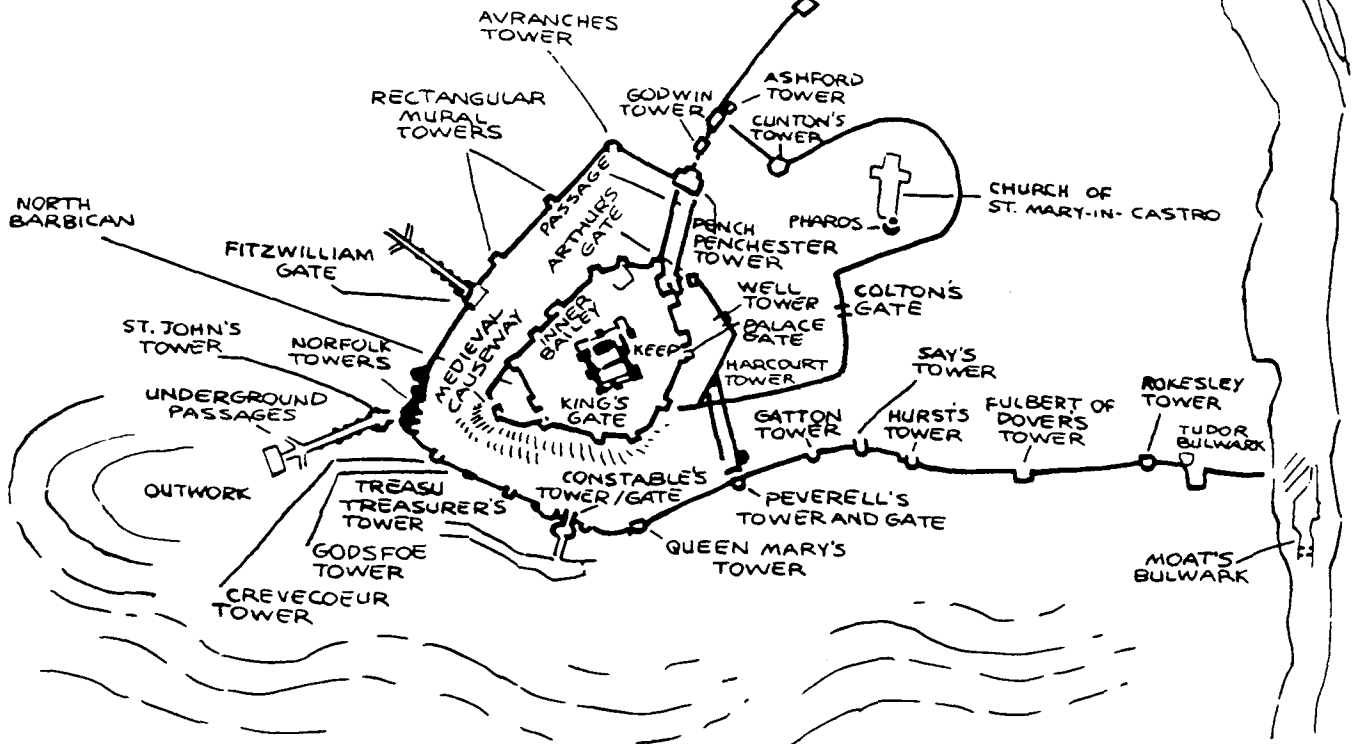 AVRANCHES
TOWER
ASHFORD
TOWER
GODWIN
TOWER
RECTANGULAR
MURAL
TOWERS
CLINTON'S
TOWER
PASSAGE
ARTHUR'S
GATE
CHURCH OF
ST. MARY-IN-CASTRO
NORTH
BARBICAN
PHAROS
PENCH
PENCHESTER
TOWER
FITZWILLIAM
GATE
WELL
TOWER
COLTON'S
GATE
PALACE
GATE
ST. JOHN'S
TOWER
NORFOLK
TOWERS
MEDIEVAL
CAUSEWAY
INNER
BAILEY
KEEP
HARCOURT
TOWER
SAY'S
TOWER
UNDERGROUND
PASSAGES
KING'S
GATE
GATTON
TOWER
HURST'S
TOWER
FULBERT OF
DOVER'S
TOWER
ROKESLEY
TOWER
TUDOR
BULWARK
OUTWORK
TREASU
TREASURER'S
TOWER
CONSTABLE'S
TOWER/GATE
PEVERELL'S
TOWER AND GATE
GODSFOE
TOWER
QUEEN MARY'S
TOWER
MOAT'S
BULWARK
CREVECOEUR
TOWER